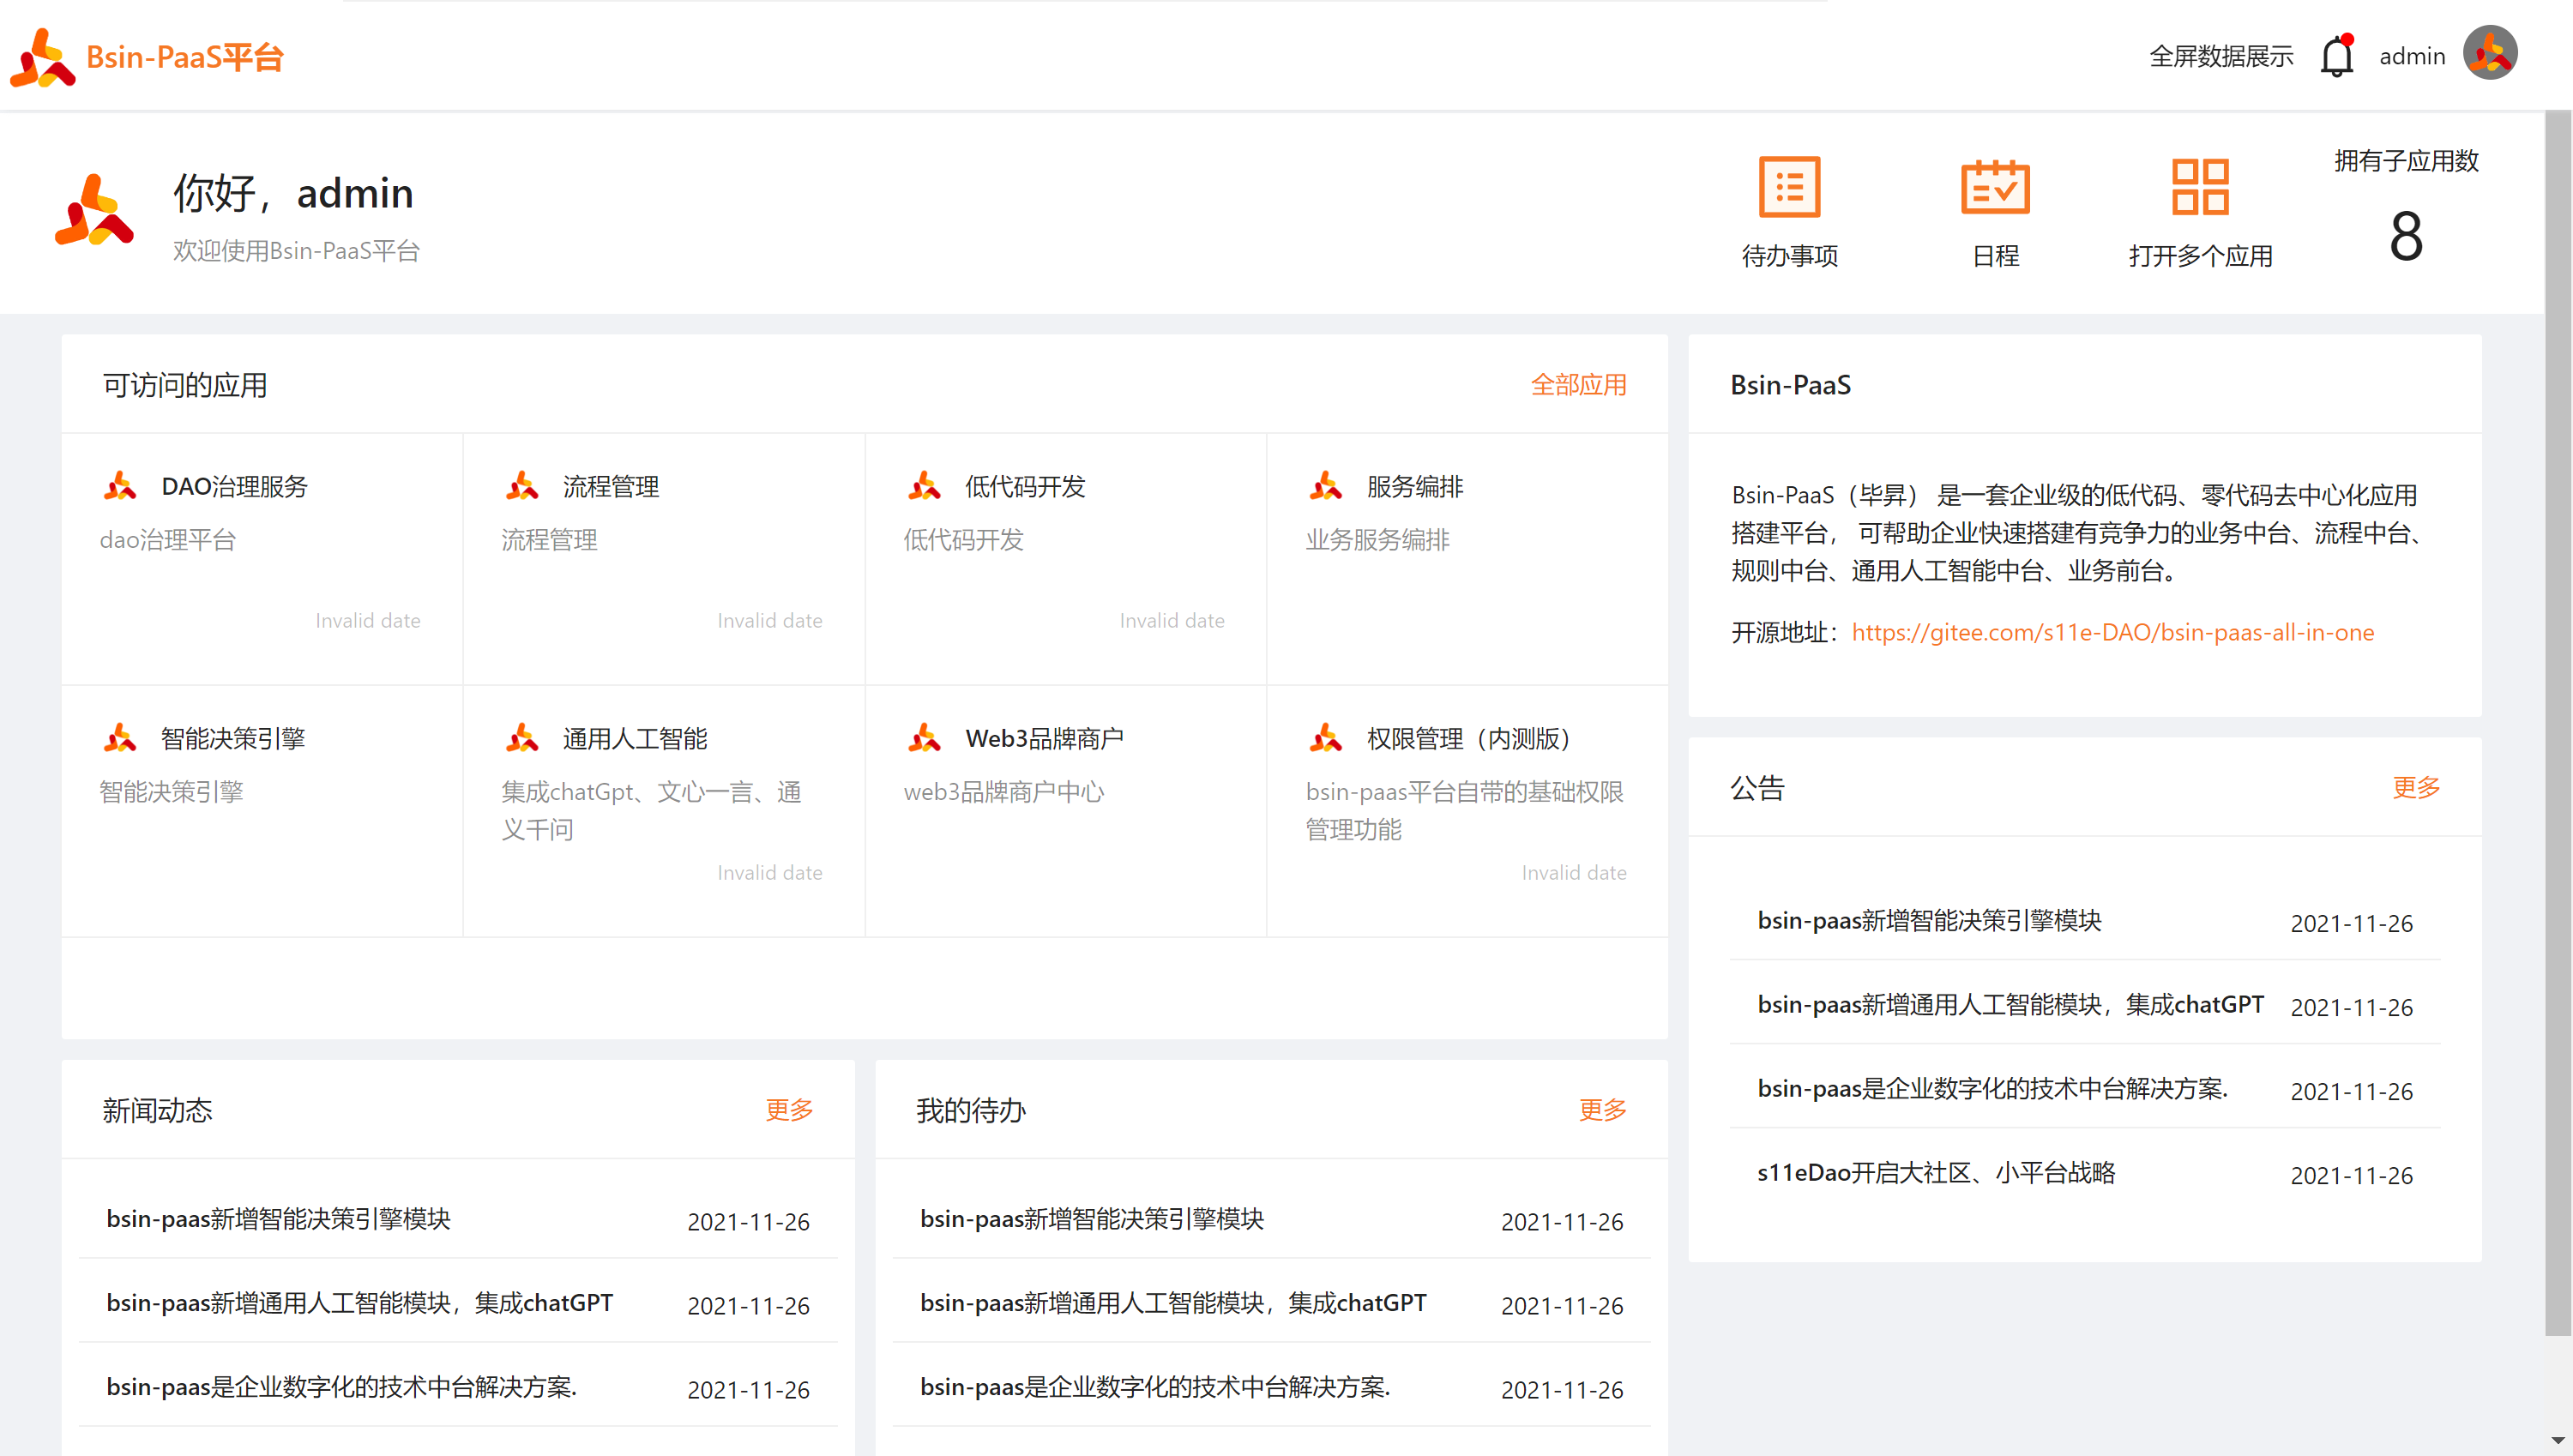 Bsin-PaaS平台
全屏数据展示
admin
你好，admin
欢迎使用Bsin-PaaS平台
待办事项
日程
打开多个应用
拥有子应用数
8
可访问的应用
全部应用
DAO治理服务
dao治理平台
Invalid date
流程管理
流程管理
Invalid date
低代码开发
低代码开发
Invalid date
服务编排
业务服务编排
智能决策引擎
智能决策引擎
通用人工智能
集成chatGpt、文心一言、通
义千问
Invalid date
Web3品牌商户
web3品牌商户中心
权限管理（内测版）
bsin-paas平台自带的基础权限
管理功能
Invalid date
Bsin-PaaS
Bsin-PaaS（毕昇） 是一套企业级的低代码、零代码去中心化应用
搭建平台， 可帮助企业快速搭建有竞争力的业务中台、流程中台、
规则中台、通用人工智能中台、业务前台。
开源地址：https://gitee.com/s11e-DAO/bsin-paas-all-in-one
公告
更多
bsin-paas新增智能决策引擎模块 2021-11-26
bsin-paas新增通用人工智能模块，集成chatGPT 2021-11-26
bsin-paas是企业数字化的技术中台解决方案. 2021-11-26
s11eDao开启大社区、小平台战略 2021-11-26
新闻动态
更多
bsin-paas新增智能决策引擎模块 2021-11-26
bsin-paas新增通用人工智能模块，集成chatGPT 2021-11-26
bsin-paas是企业数字化的技术中台解决方案. 2021-11-26
我的待办
更多
bsin-paas新增智能决策引擎模块 2021-11-26
bsin-paas新增通用人工智能模块，集成chatGPT 2021-11-26
bsin-paas是企业数字化的技术中台解决方案. 2021-11-26